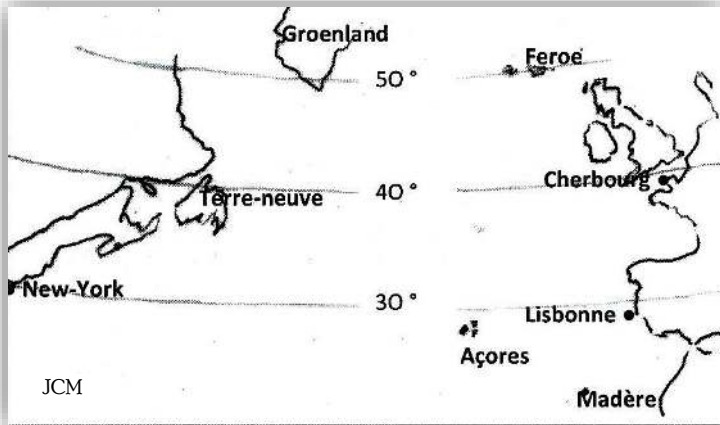 Groenland
Feroe
50°
Cherbourg
40°
Terre-neuve
New-York
30°
Lisbonne
Açores
JCM
Madère